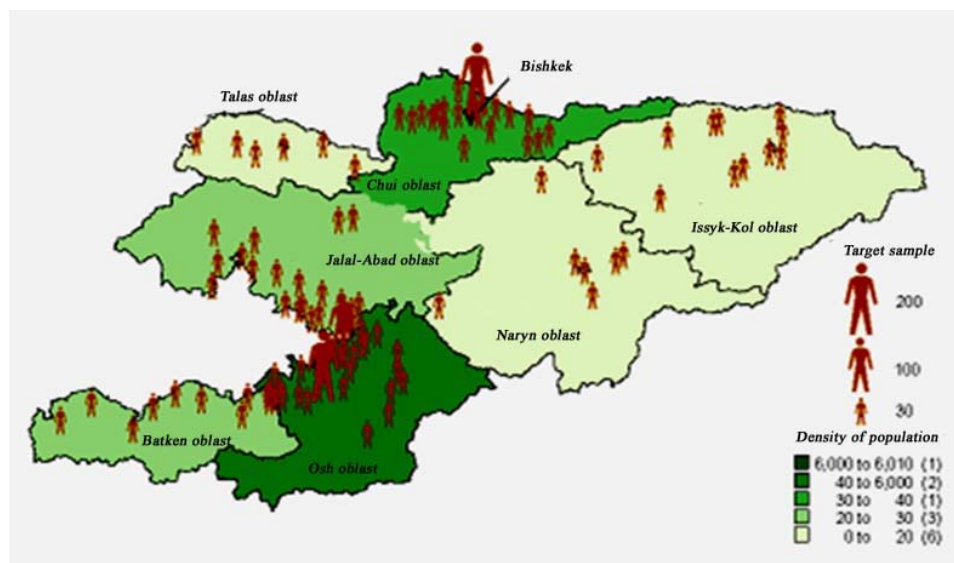 Bishkek
Talas oblast
Chui oblast
Issyk-Kol oblast
Jalal-Abad oblast
Naryn oblast
Batken oblast
Osh oblast
Target sample
200
100
30
Density of population
6,000 to 6,010 (1)
40 to 6,000 (2)
30 to 40 (1)
20 to 30 (3)
0 to 20 (6)